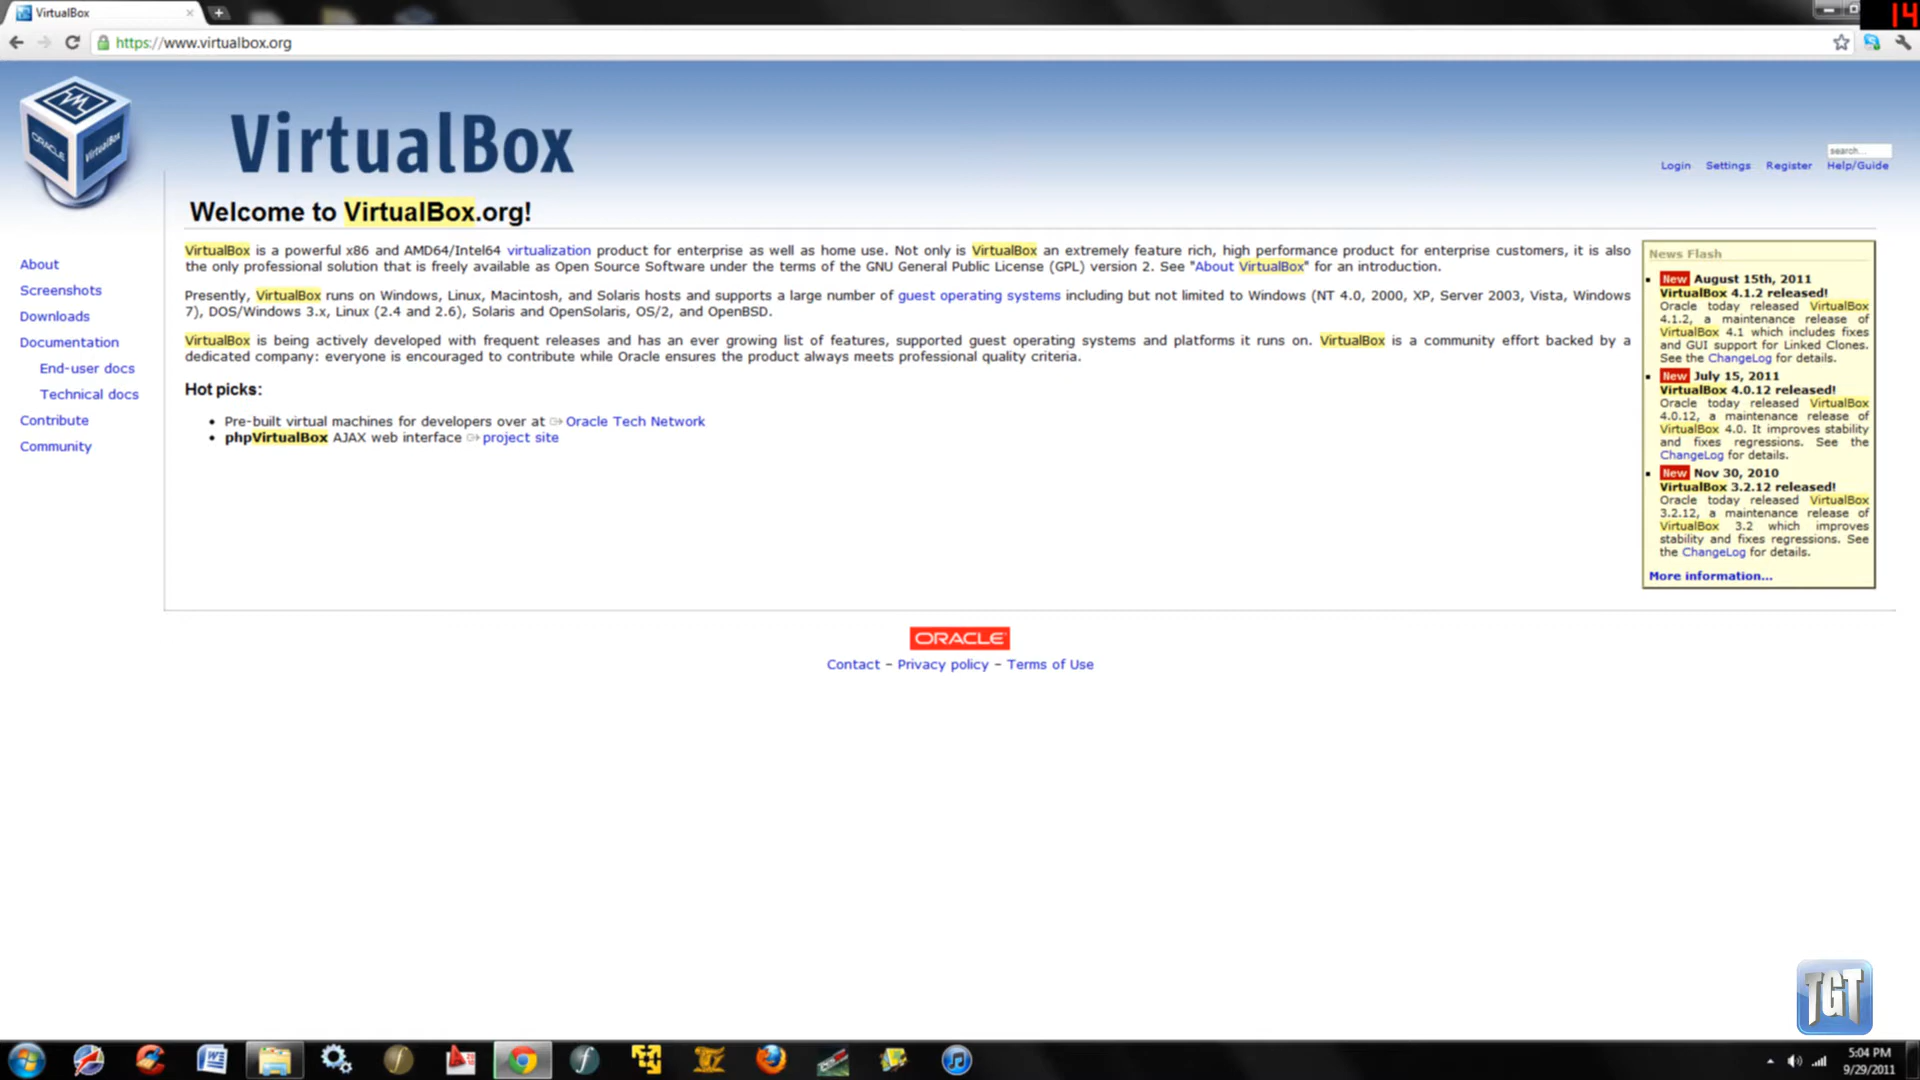 VirtualBox
14
https://www.virtualbox.org
ORACLE
VirtualBox
VirtualBox
search...
Login Settings Register Help/Guide
Welcome to VirtualBox.org!
About
Screenshots
Downloads
Documentation
End-user docs
Technical docs
Contribute
Community
VirtualBox is a powerful x86 and AMD64/Intel64 virtualization product for enterprise as well as home use. Not only is VirtualBox an extremely feature rich, high performance product for enterprise customers, it is also
the only professional solution that is freely available as Open Source Software under the terms of the GNU General Public License (GPL) version 2. See "About VirtualBox" for an introduction.
Presently, VirtualBox runs on Windows, Linux, Macintosh, and Solaris hosts and supports a large number of guest operating systems including but not limited to Windows (NT 4.0, 2000, XP, Server 2003, Vista, Windows
7), DOS/Windows 3.x, Linux (2.4 and 2.6), Solaris and OpenSolaris, OS/2, and OpenBSD.
VirtualBox is being actively developed with frequent releases and has an ever growing list of features, supported guest operating systems and platforms it runs on. VirtualBox is a community effort backed by a
dedicated company: everyone is encouraged to contribute while Oracle ensures the product always meets professional quality criteria.
Hot picks:
• Pre-built virtual machines for developers over at Oracle Tech Network
• phpVirtualBox AJAX web interface project site
News Flash
New August 15th, 2011
VirtualBox 4.1.2 released!
Oracle today released VirtualBox
4.1.2, a maintenance release of
VirtualBox 4.1 which includes fixes
and GUI support for Linked Clones.
See the ChangeLog for details.
New July 15, 2011
VirtualBox 4.0.12 released!
Oracle today released VirtualBox
4.0.12, a maintenance release of
VirtualBox 4.0. It improves stability
and fixes regressions. See the
ChangeLog for details.
New Nov 30, 2010
VirtualBox 3.2.12 released!
Oracle today released VirtualBox
3.2.12, a maintenance release of
VirtualBox 3.2 which improves
stability and fixes regressions. See
the ChangeLog for details.
More information...
ORACLE
Contact – Privacy policy – Terms of Use
TGT
5:04 PM
9/29/2011